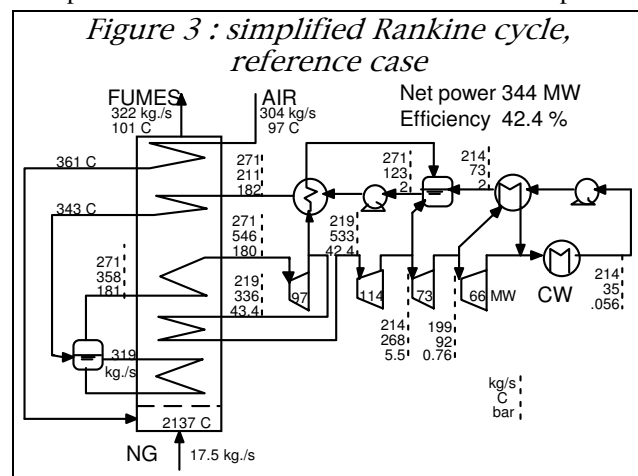 Figure 3 : simplified Rankine cycle,
reference case
FUMES
322 kg./s
101 C
AIR
304 kg/s
97 C
Net power 344 MW
Efficiency 42.4 %
361 C
343 C
271
211
182
271
123
2
214
73
2
271
546
180
219
533
42.4
271
358
181
219
336
43.4
97
114
73
66 MW
CW
214
35
.056
214
268
5.5
199
92
0.76
319
kg./s
kg/s
C
bar
2137 C
NG
17.5 kg./s